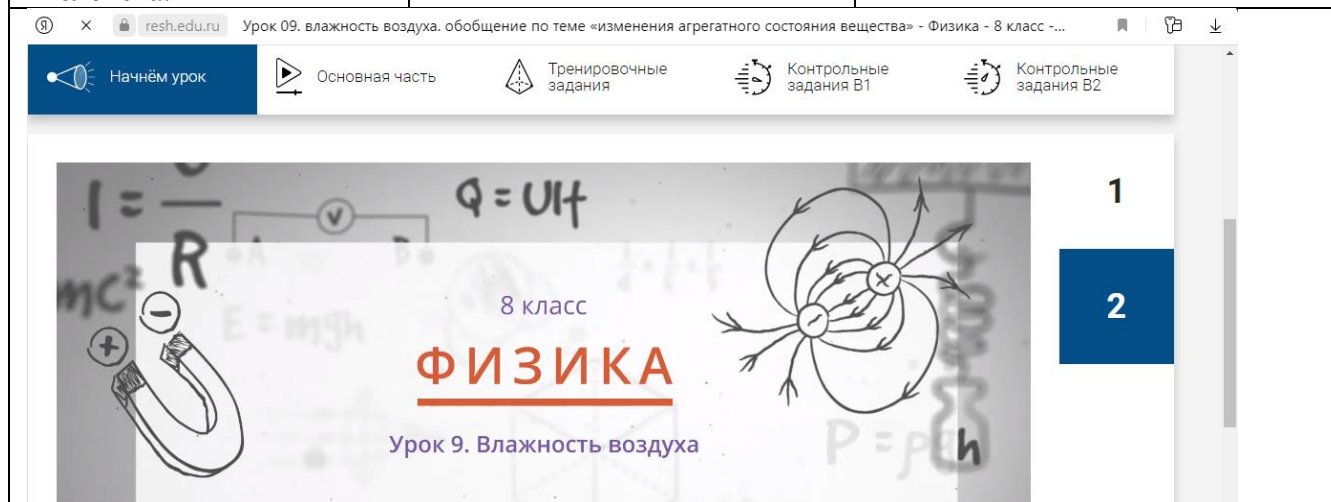 resh.edu.ru Урок 09. влажность воздуха. обобщение по теме «изменения агрегатного состояния вещества» - Физика - 8 класс -...
Начнём урок
Основная часть
Тренировочные
задания
Контрольные
задания В1
Контрольные
задания В2
1
2
I =
R
V
Q = UIt
A
B
mc²
E = mgh
8 класс
ФИЗИКА
Урок 9. Влажность воздуха
h